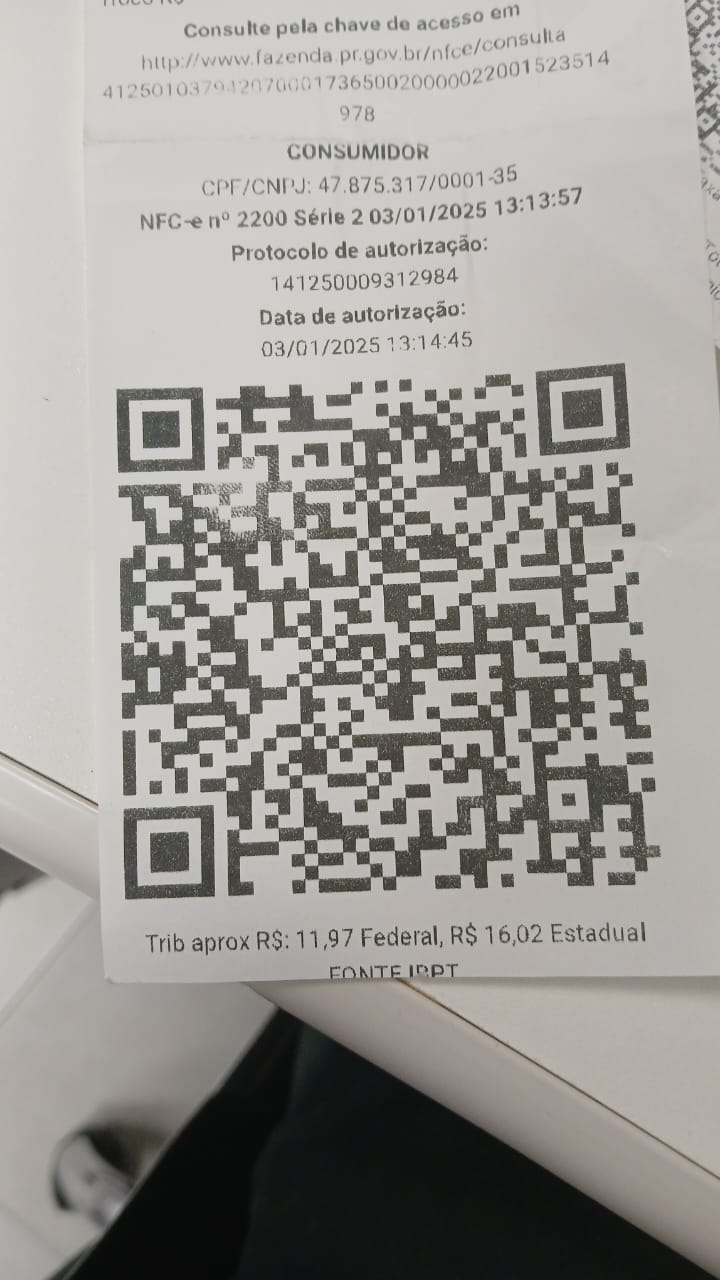 Consulte pela chave de acesso em
http://www.fazenda.pr.gov.br/nfce/consulta
978
CONSUMIDOR
CPF/CNPJ: 47.875.317/0001-35
NFC-e nº 2200 Série 2 03/01/2025 13:13:57
Protocolo de autorização:
141250009312984
Data de autorização:
03/01/2025 13:14:45
Trib aprox R$: 11,97 Federal, R$ 16,02 Estadual
FONTE IBPT